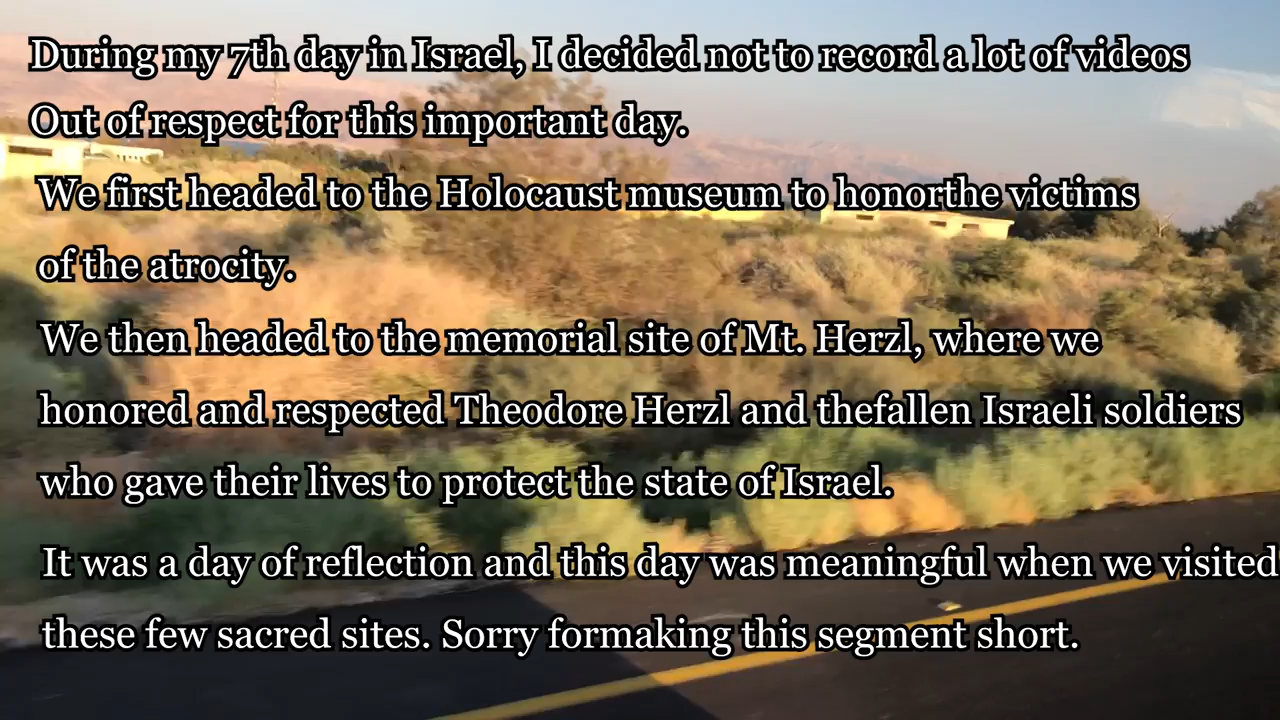 During my 7th day in Israel, I decided not to record a lot of videos
Out of respect for this important day.
We first headed to the Holocaust museum to honorthe victims
of the atrocity.
We then headed to the memorial site of Mt. Herzl, where we
honored and respected Theodore Herzl and thefallen Israeli soldiers
who gave their lives to protect the state of Israel.
It was a day of reflection and this day was meaningful when we visited
these few sacred sites. Sorry formaking this segment short.